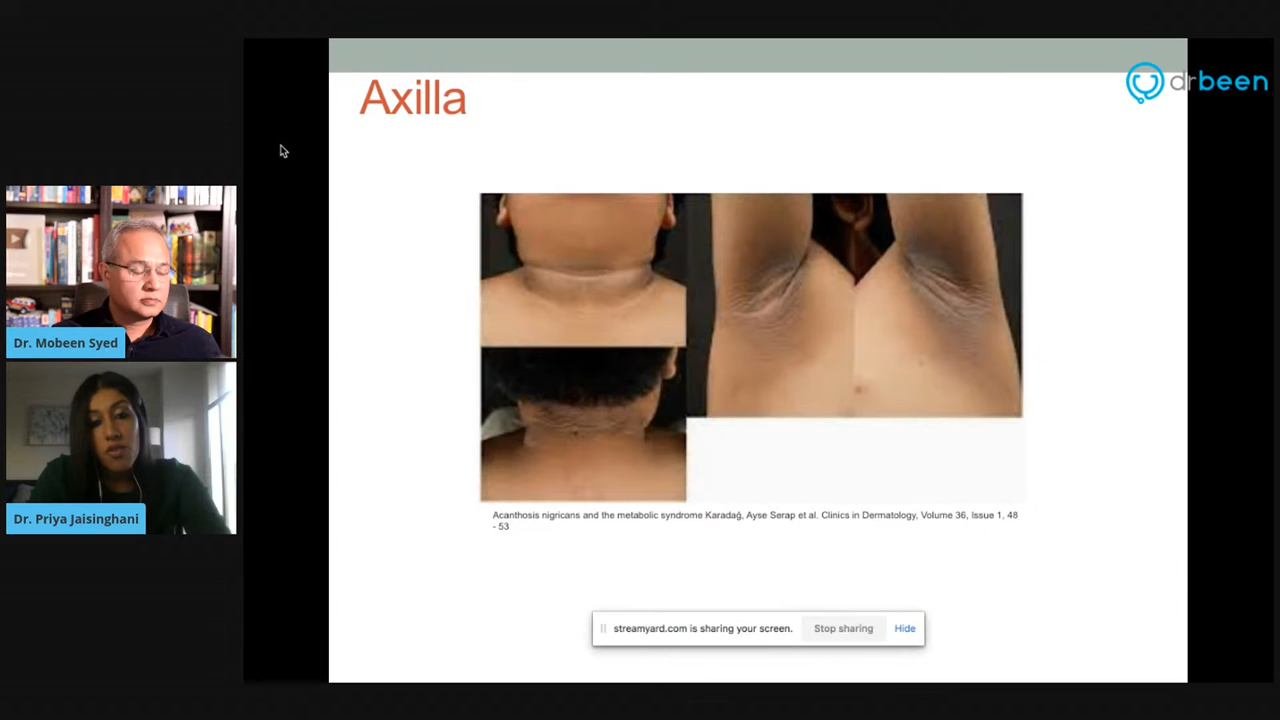 Axilla
drbeen
Dr. Mobeen Syed
Dr. Priya Jaisinghani
Acanthosis nigricans and the metabolic syndrome Karadağ, Ayse Serap et al. Clinics in Dermatology, Volume 36, Issue 1, 48
- 53
streamyard.com is sharing your screen.
Stop sharing
Hide